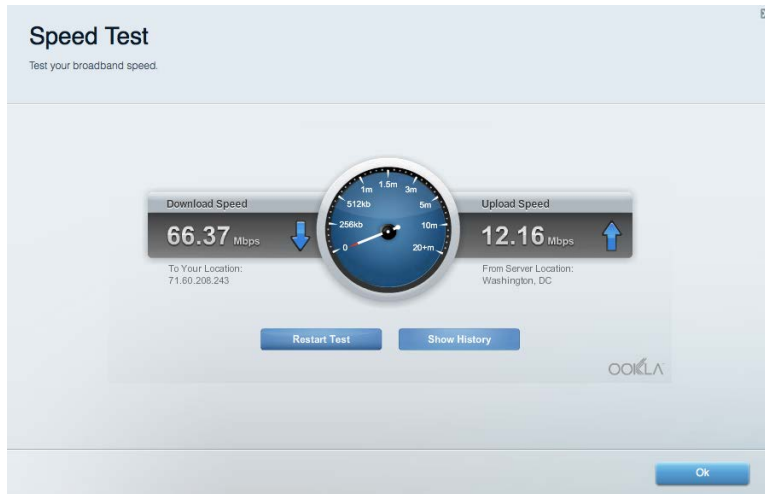 Speed Test
Test your broadband speed.
Download Speed
66.37 Mbps
To Your Location:
71.60.208.243
0
256kb
512kb
1m
1.5m
3m
5m
10m
20+m
Upload Speed
12.16 Mbps
From Server Location:
Washington, DC
Restart Test
Show History
OOKLA
Ok